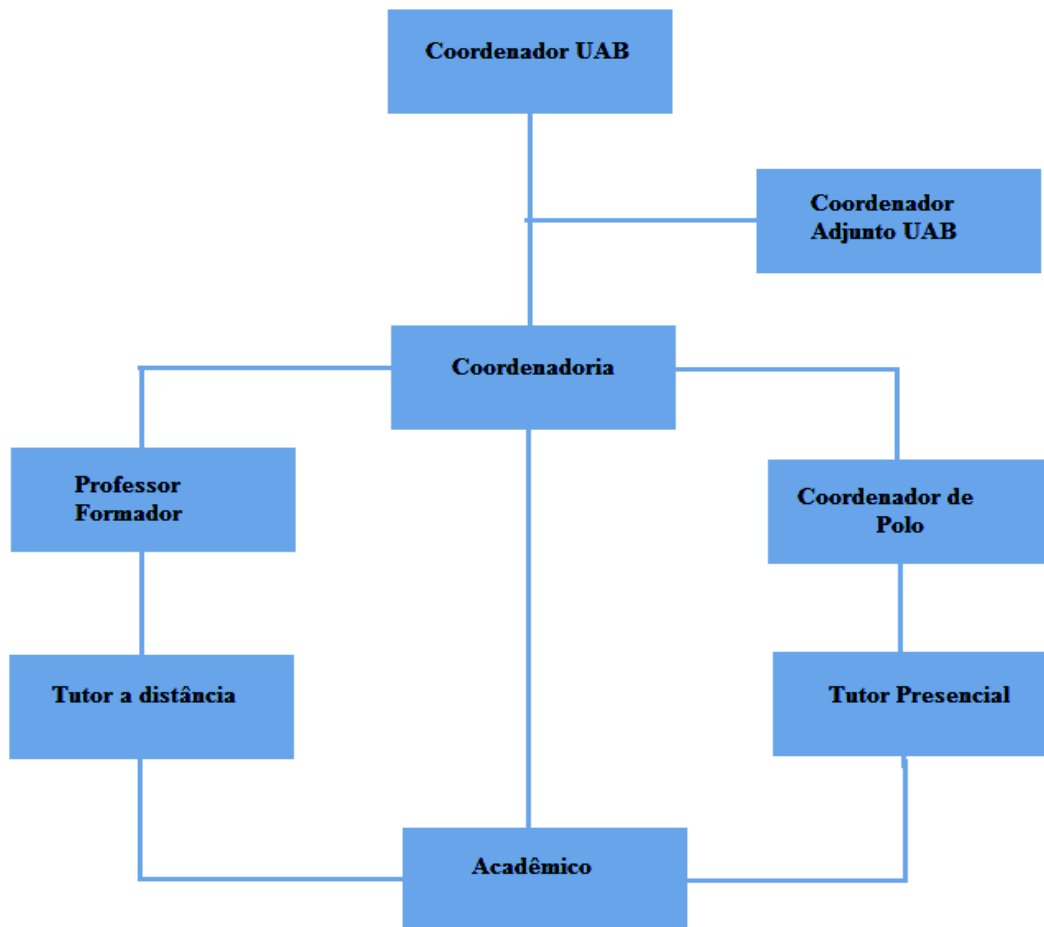 Coordenador UAB
Coordenador
Adjunto UAB
Coordenadoria
Professor
Formador
Coordenador de
Polo
Tutor a distância
Tutor Presencial
Acadêmico